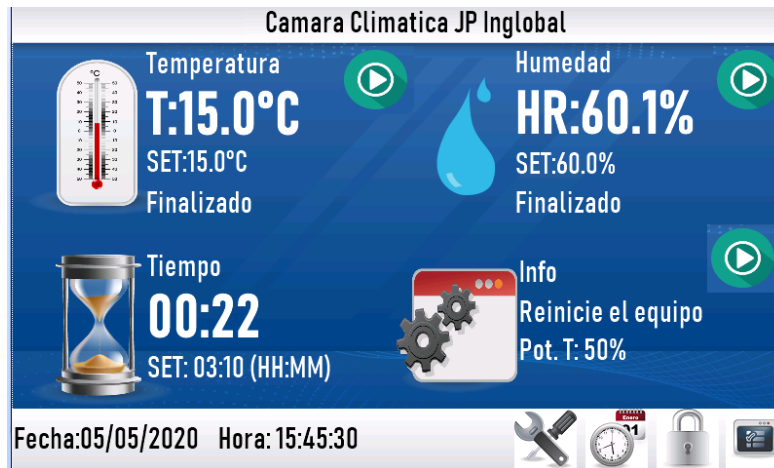 Camara Climatica JP Inglobal
Temperatura
T:15.0°C
SET:15.0°C
Finalizado
Humedad
HR:60.1%
SET:60.0%
Finalizado
Tiempo
00:22
SET: 03:10 (HH:MM)
Info
Reinicie el equipo
Pot. T: 50%
Fecha:05/05/2020 Hora: 15:45:30
°C
Enero